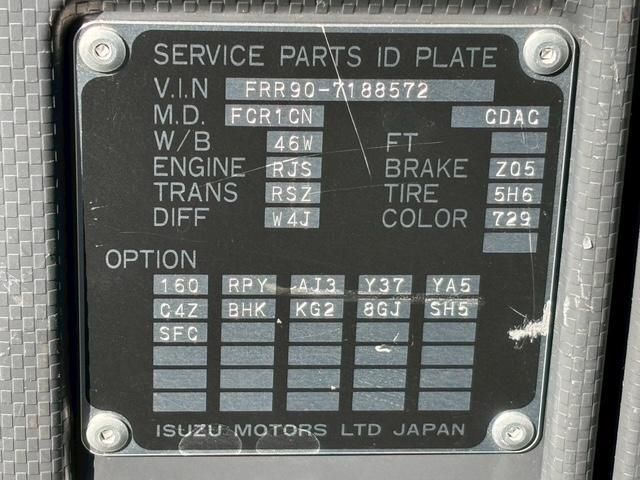 SERVICE PARTS ID PLATE
V.I.N FRR90-7188572
M.D. FCR1CN CDAC
W/B 46W FT
ENGINE RJS BRAKE Z05
TRANS RSZ TIRE 5H6
DIFF W4J COLOR 729
OPTION
160 RPY AJ3 Y37 YA5
C4Z BHK KG2 8GJ SH5
SFC
ISUZU MOTORS LTD JAPAN